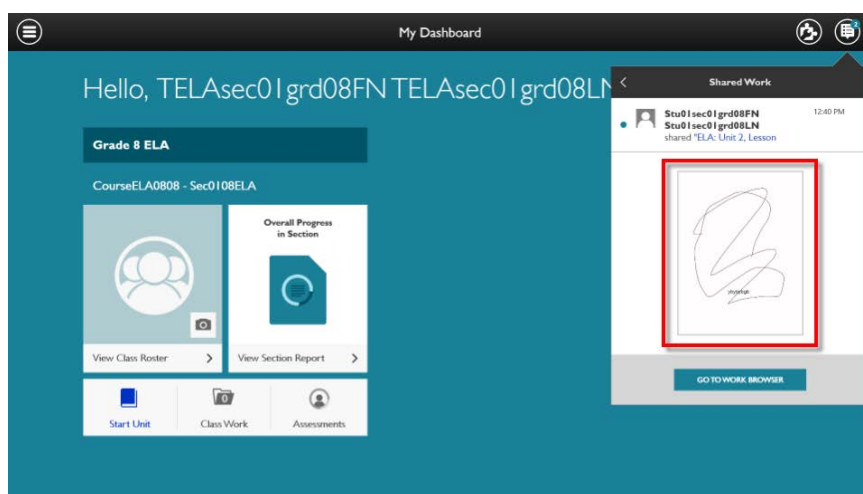 My Dashboard
2
Hello, TELAsec01grd08FN TELAsec01grd08LN
Grade 8 ELA
CourseELA0808 - Sec0108ELA
Overall Progress
in Section
View Class Roster >
View Section Report >
Start Unit
0
Class Work
Assessments
< Shared Work
Stu01sec01grd08FN
Stu01sec01grd08LN
shared "ELA: Unit 2, Lesson
12:40 PM
GO TO WORK BROWSER